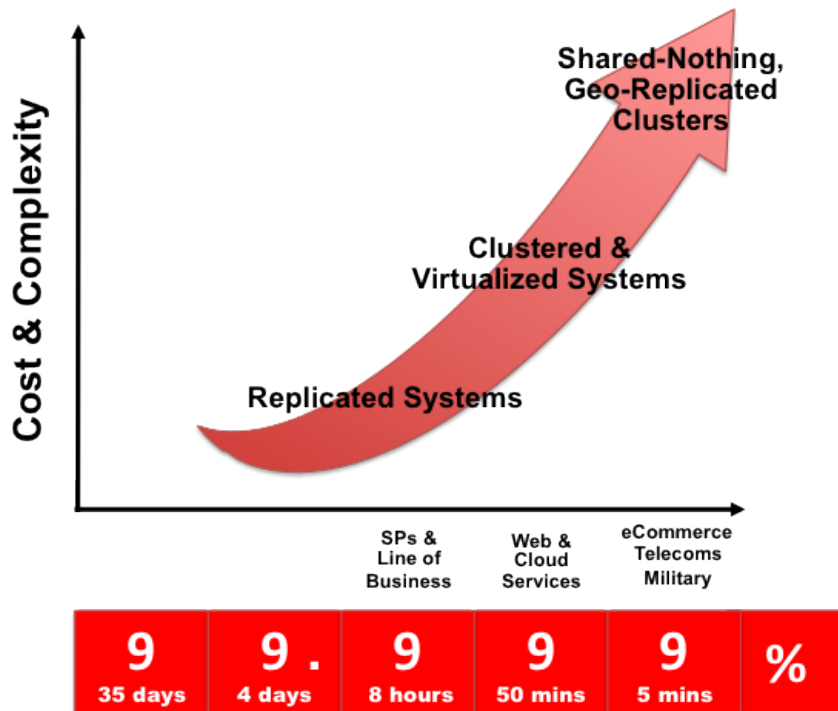 Shared-Nothing,
Geo-Replicated
Clusters
Cost & Complexity
Clustered &
Virtualized Systems
Replicated Systems
SPs &
Line of
Business
Web &
Cloud
Services
eCommerce
Telecoms
Military
9 9. 9 9 9 %
35 days 4 days 8 hours 50 mins 5 mins